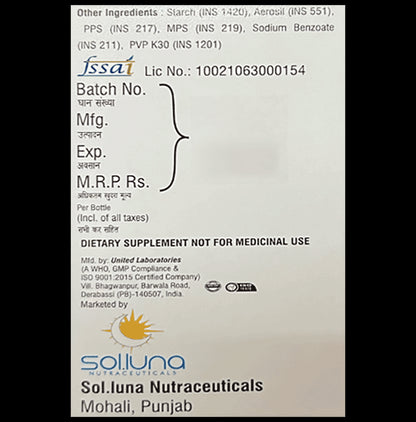 Other Ingredients : Starch (INS 1420), Aerosil (INS 551),
PPS (INS 217), MPS (INS 219), Sodium Benzoate
(INS 211), PVP K30 (INS 1201)
fssai Lic No.: 10021063000154
Batch No.
घान संख्या
Mfg.
उत्पादन
Exp.
अवसान
M.R.P. Rs.
अधिकतम खुदरा मूल्य
Per Bottle
(Incl. of all taxes)
सभी कर सहित
DIETARY SUPPLEMENT NOT FOR MEDICINAL USE
Mfd. by: United Laboratories
(A WHO, GMP Compliance &
ISO 9001:2015 Certified Company)
Vill. Bhagwanpur, Barwala Road,
Derabassi (PB)-140507, India.
Marketed by
sol.luna
NUTRACEUTICALS
Sol.luna Nutraceuticals
Mohali, Punjab